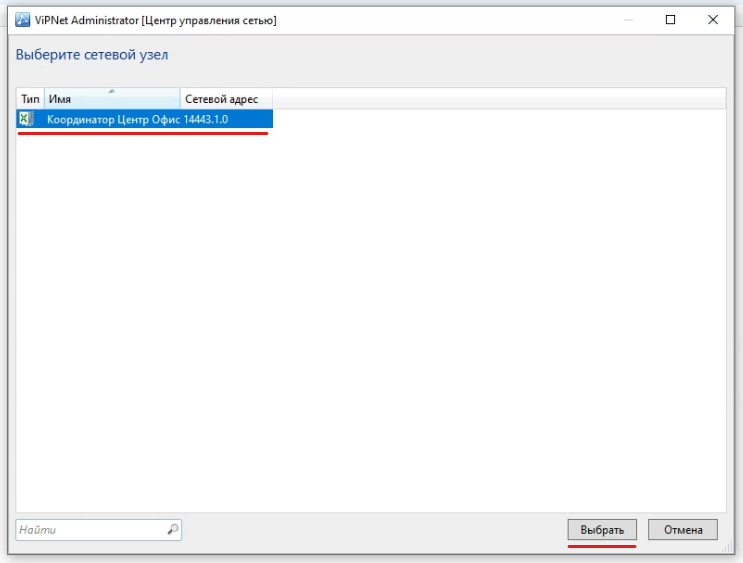 ViPNet Administrator [Центр управления сетью]
Выберите сетевой узел
Тип Имя Сетевой адрес
Координатор Центр Офис 14443.1.0
Найти Выбрать Отмена